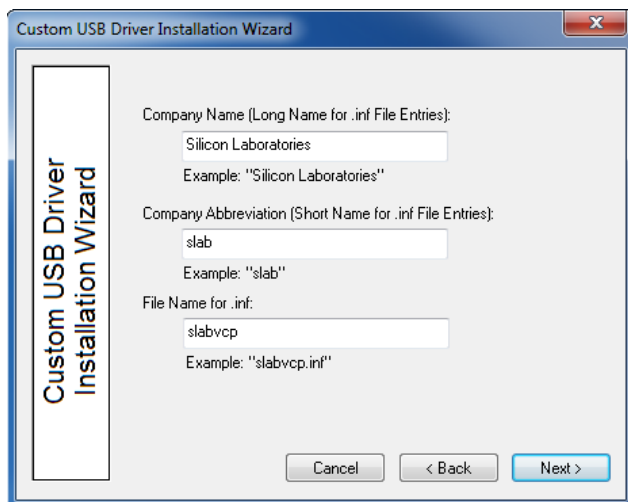 Custom USB Driver Installation Wizard
Custom USB Driver
Installation Wizard
Company Name (Long Name for .inf File Entries):
Silicon Laboratories
Example: "Silicon Laboratories"
Company Abbreviation (Short Name for .inf File Entries):
slab
Example: "slab"
File Name for .inf:
slabvcp
Example: "slabvcp.inf"
Cancel
< Back
Next >